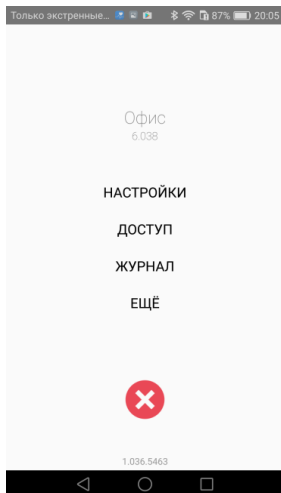 Только экстренные... 87% 20:05
Офис
6.038
НАСТРОЙКИ
ДОСТУП
ЖУРНАЛ
ЕЩЁ
1.036.5463